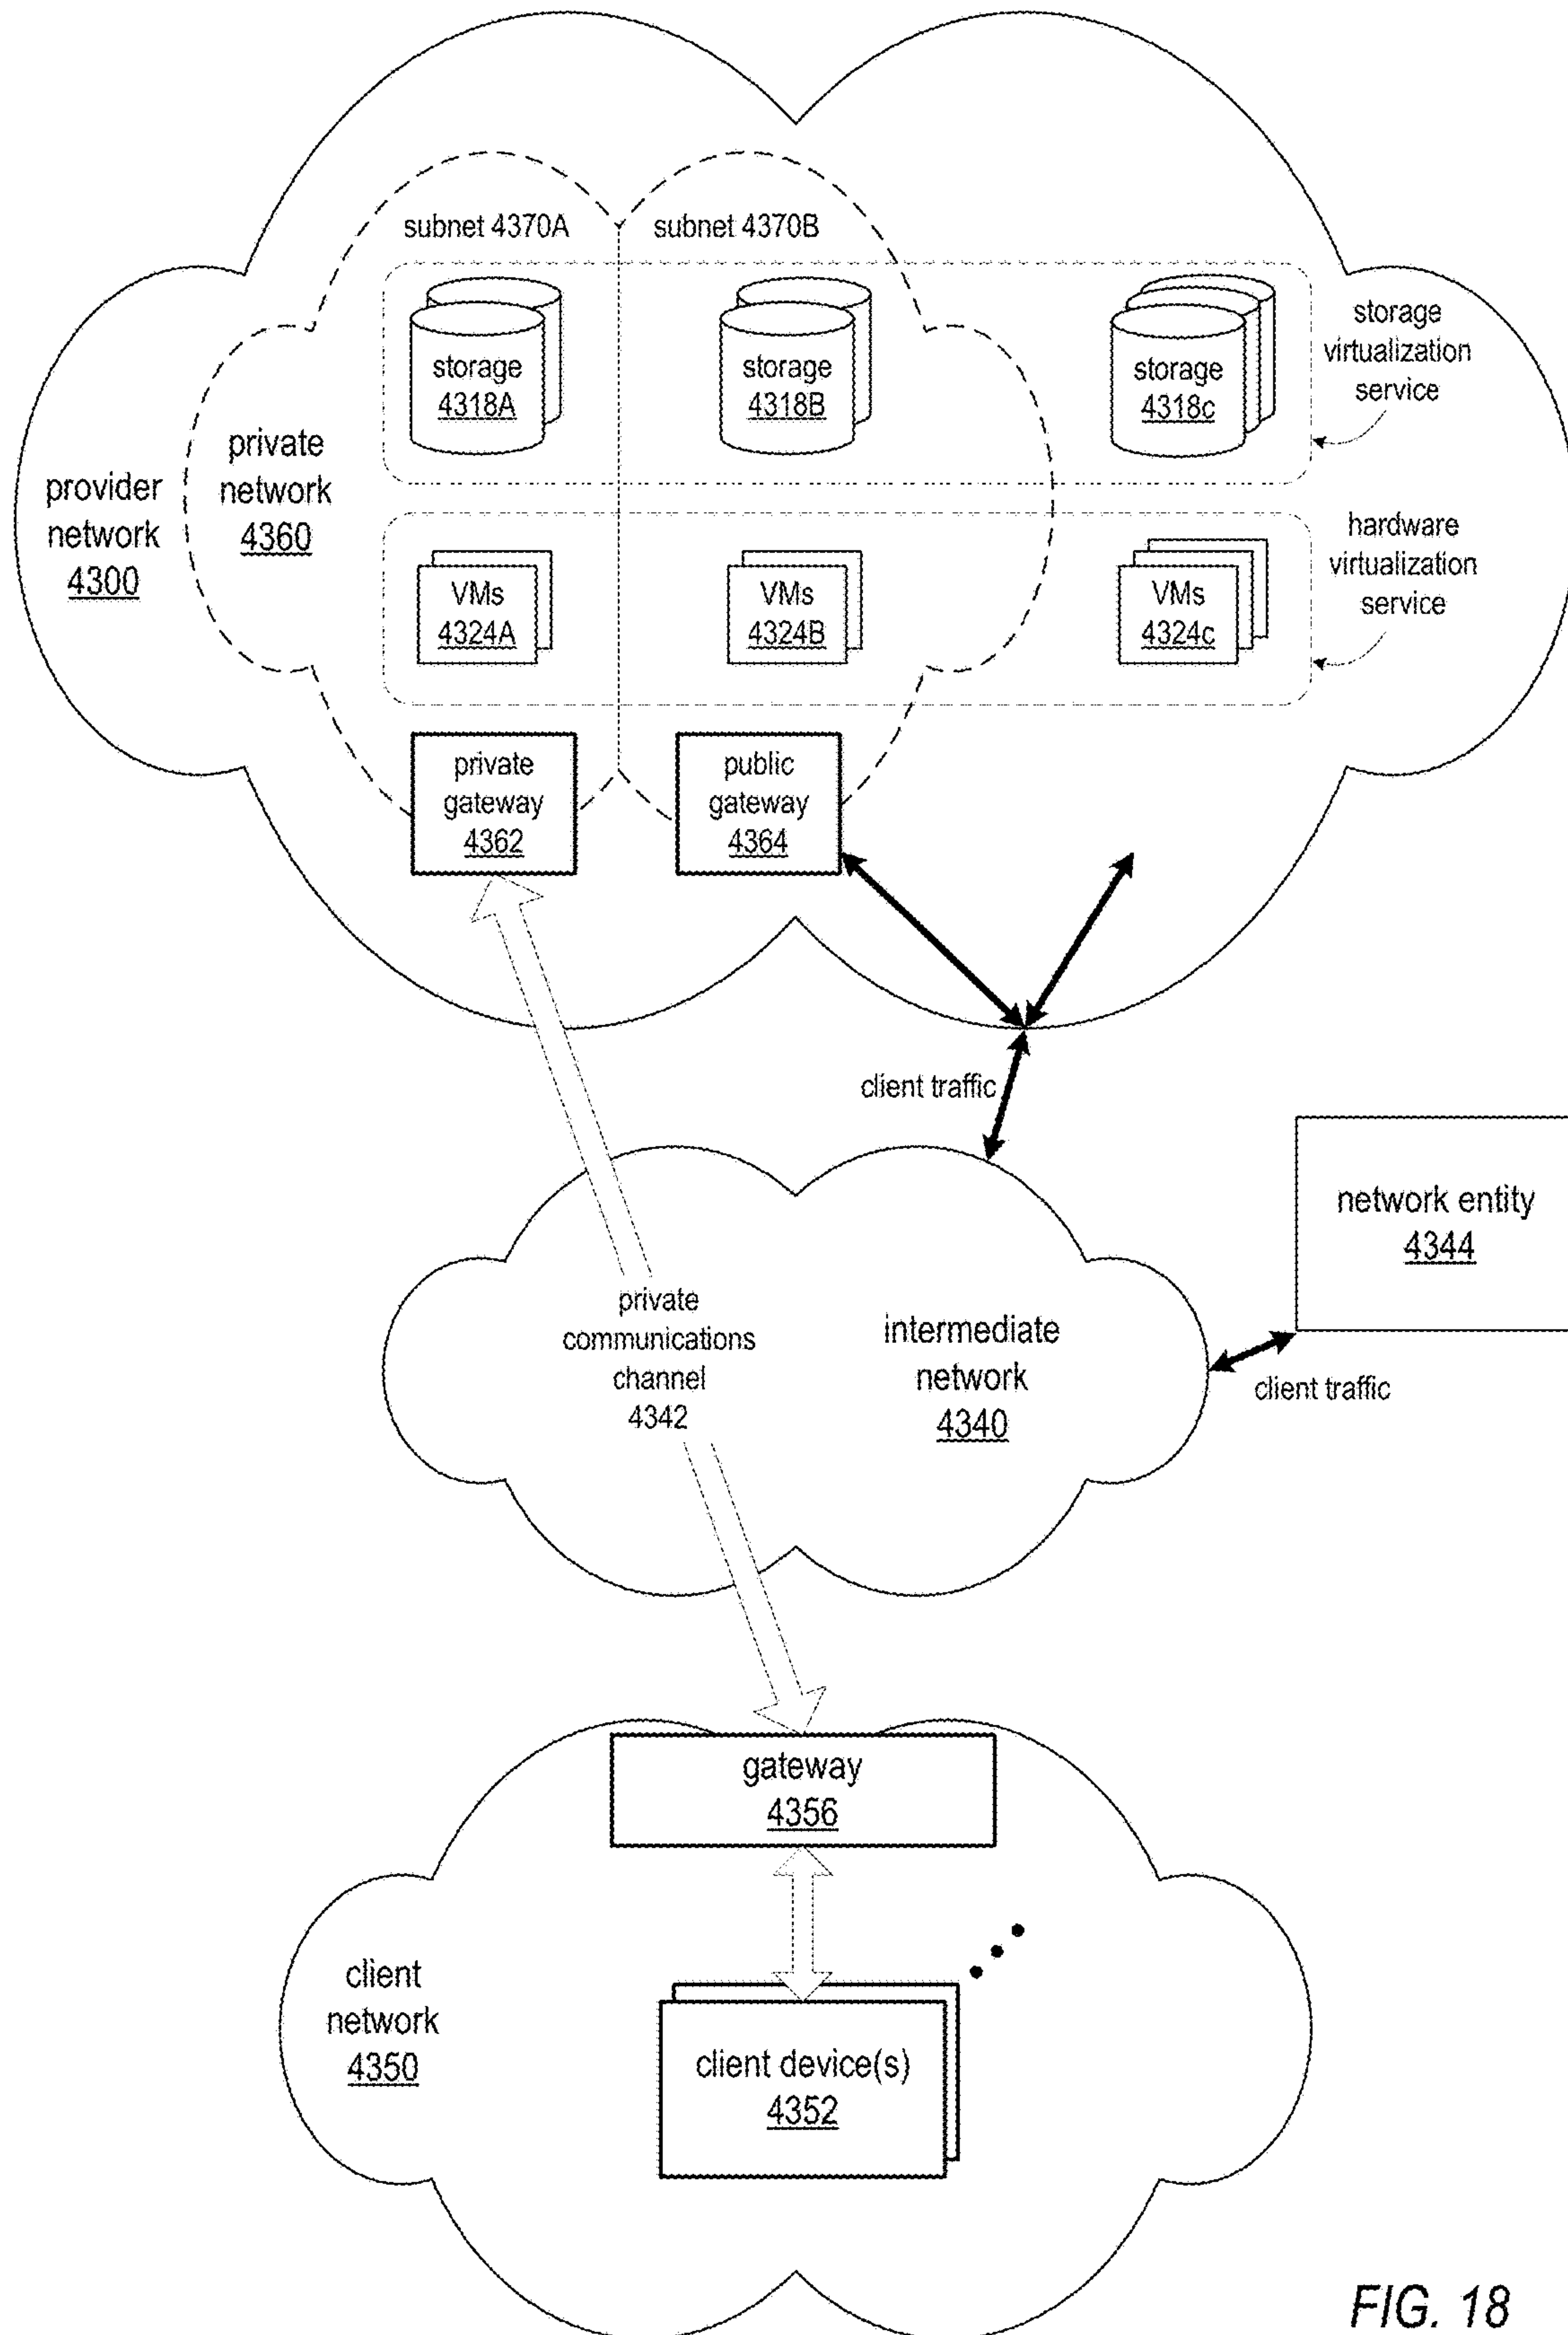 subnet 4370A
subnet 4370B
storage
4318A
storage
4318B
storage
4318c
storage
virtualization
service
provider
network
4300
private
network
4360
VMs
4324A
VMs
4324B
VMs
4324c
hardware
virtualization
service
private
gateway
4362
public
gateway
4364
client traffic
network entity
4344
private
communications
channel
4342
intermediate
network
4340
client traffic
gateway
4356
client
network
4350
client device(s)
4352
FIG. 18